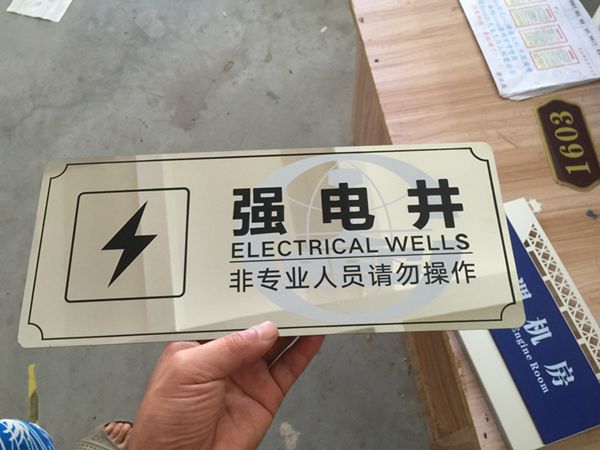 强电井
ELECTRICAL WELLS
非专业人员请勿操作
1603
机房
Engine Room